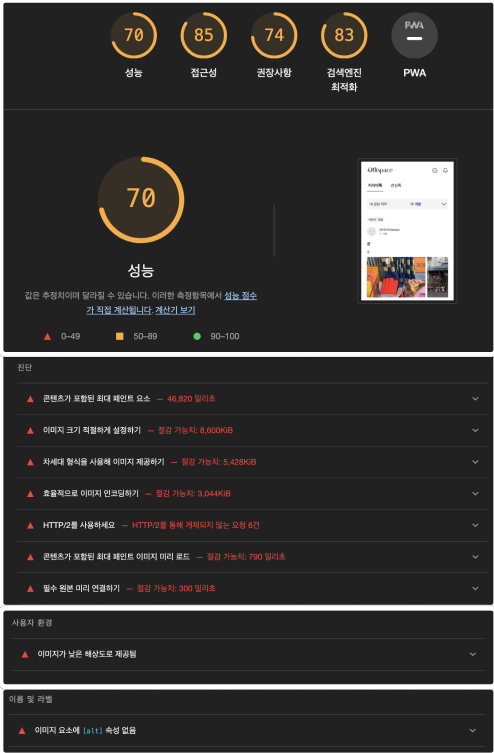 70
85
74
83
PWA
성능
접근성
권장사항
검색엔진
최적화
PWA
70
성능
값은 추정치이며 달라질 수 있습니다. 이러한 측정항목에서 성능 점수
가 직접 계산됩니다. 계산기 보기
0–49
50–89
90–100
Offispace
커리어톡
관심톡
진단
콘텐츠가 포함된 최대 페인트 요소 — 46,820 밀리초
이미지 크기 적절하게 설정하기 — 절감 가능치: 8,600KiB
차세대 형식을 사용해 이미지 제공하기 — 절감 가능치: 5,428KiB
효율적으로 이미지 인코딩하기 — 절감 가능치: 3,044KiB
HTTP/2를 사용하세요 — HTTP/2를 통해 게재되지 않는 요청 6건
콘텐츠가 포함된 최대 페인트 이미지 미리 로드 — 절감 가능치: 790 밀리초
필수 원본 미리 연결하기 — 절감 가능치: 300 밀리초
사용자 환경
이미지가 낮은 해상도로 제공됨
이름 및 라벨
이미지 요소에 [alt] 속성 없음